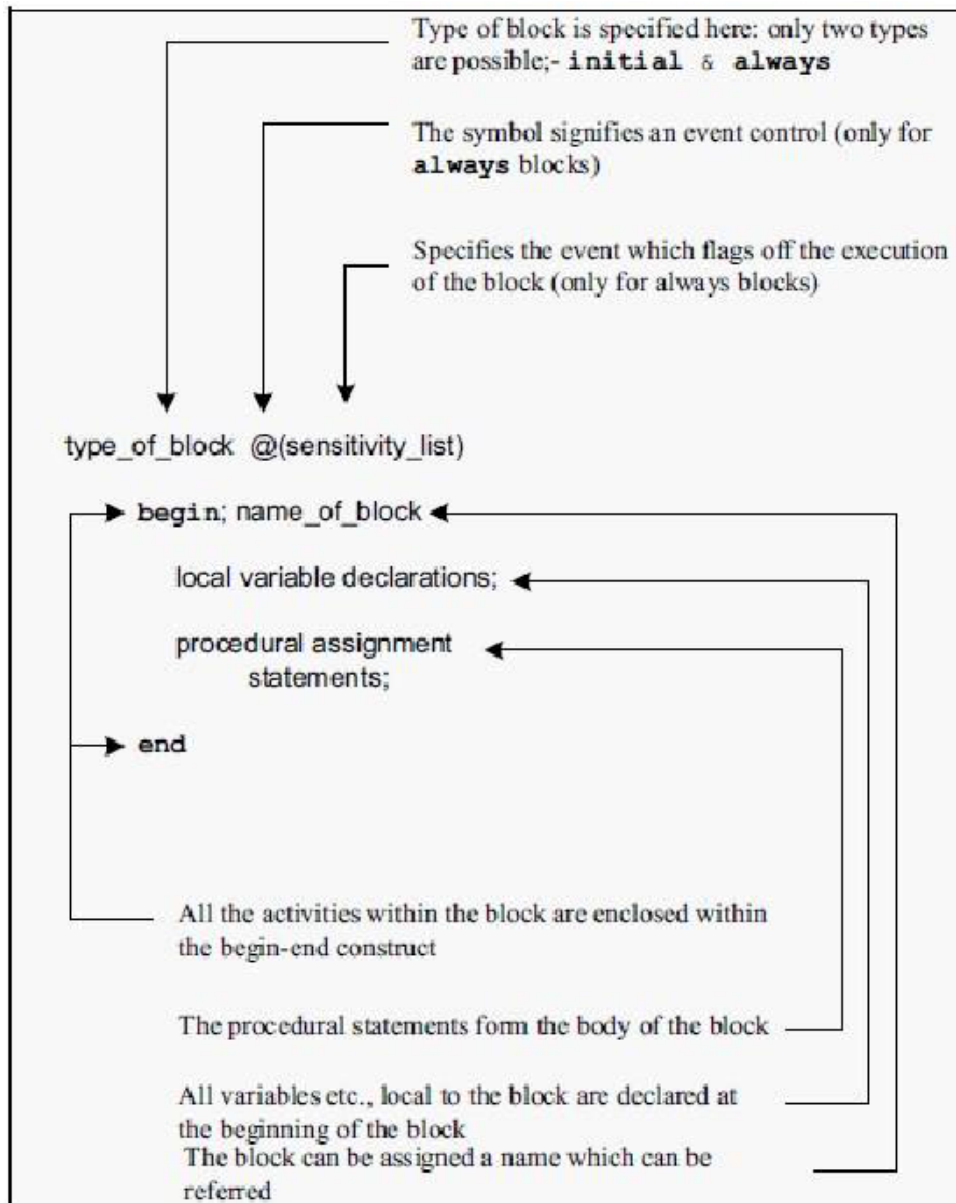 Type of block is specified here: only two types
are possible;- initial & always
The symbol signifies an event control (only for
always blocks)
Specifies the event which flags off the execution
of the block (only for always blocks)
type_of_block @(sensitivity_list)
begin; name_of_block
local variable declarations;
procedural assignment
statements;
end
All the activities within the block are enclosed within
the begin-end construct
The procedural statements form the body of the block
All variables etc., local to the block are declared at
the beginning of the block
The block can be assigned a name which can be
referred